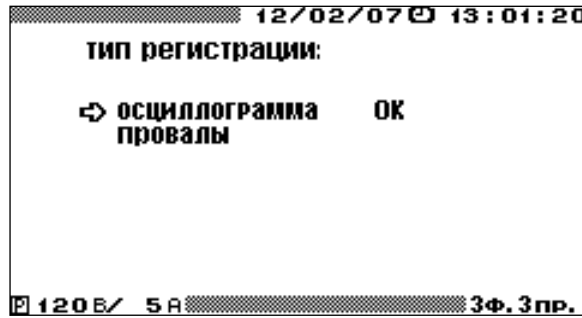 12/02/07 13:01:20
тип регистрации:
осциллограмма OK
провалы
P 120В/ 5А 3ф.3пр.